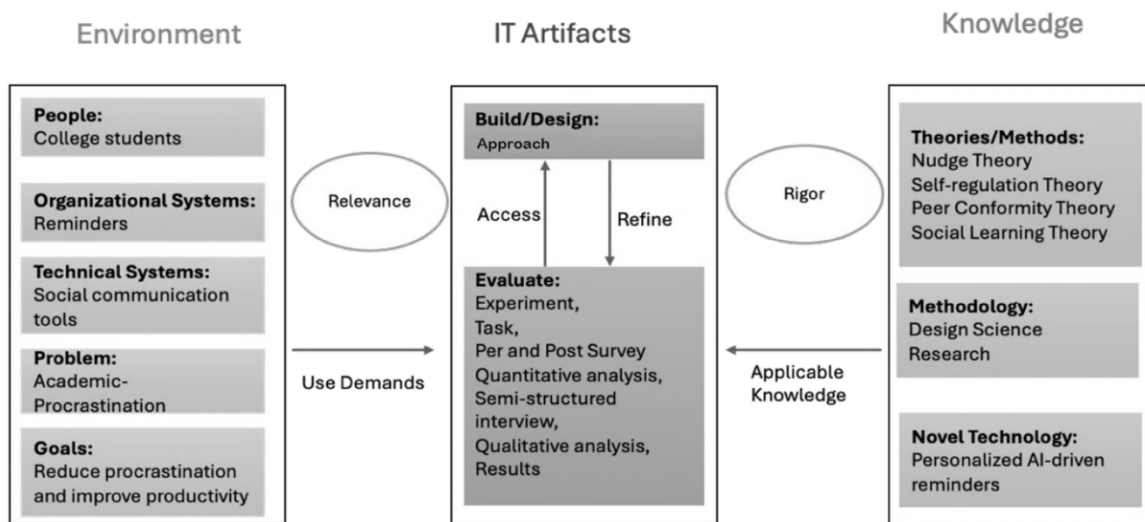 Environment
IT Artifacts
Knowledge
People:
College students
Organizational Systems:
Reminders
Technical Systems:
Social communication
tools
Problem:
Academic-
Procrastination
Goals:
Reduce procrastination
and improve productivity
Relevance
Use Demands
Build/Design:
Approach
Access
Refine
Evaluate:
Experiment,
Task,
Per and Post Survey
Quantitative analysis,
Semi-structured
interview,
Qualitative analysis,
Results
Rigor
Applicable
Knowledge
Theories/Methods:
Nudge Theory
Self-regulation Theory
Peer Conformity Theory
Social Learning Theory
Methodology:
Design Science
Research
Novel Technology:
Personalized AI-driven
reminders